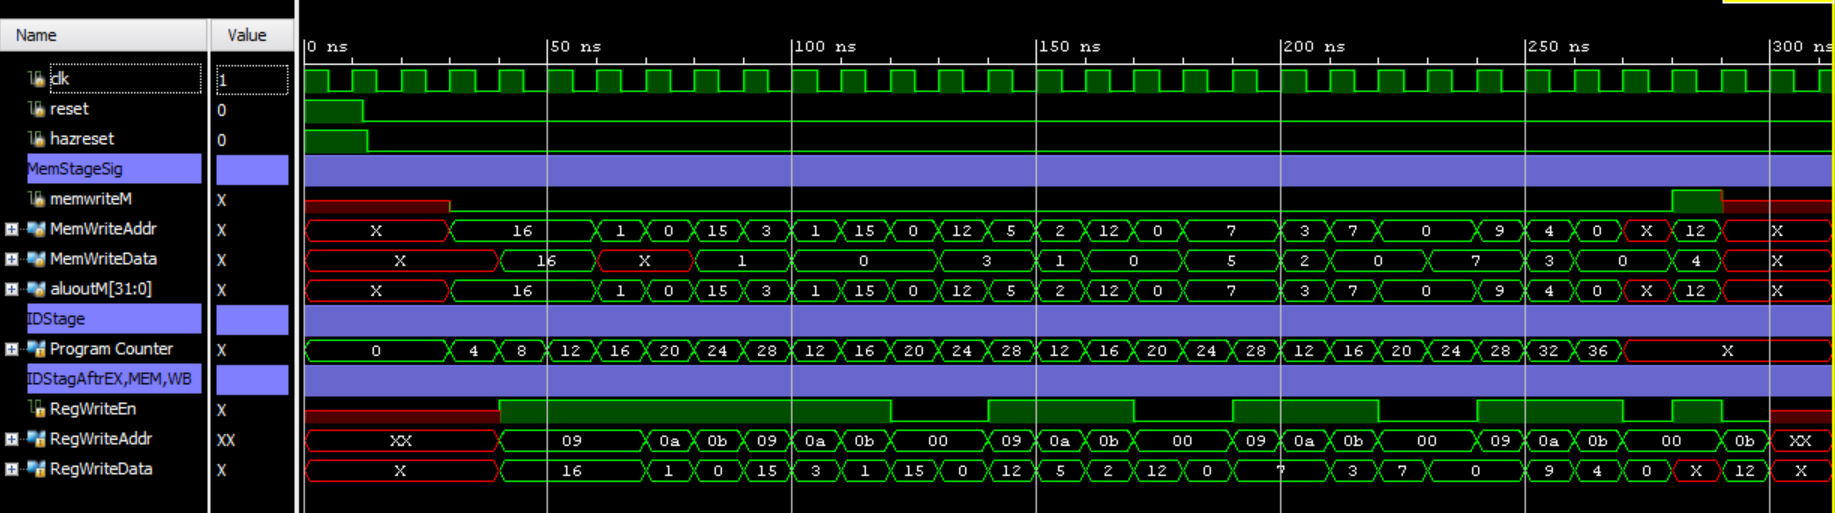 Name Value 0 ns 50 ns 100 ns 150 ns 200 ns 250 ns 300 ns
clk 1
reset 0
hazreset 0
MemStageSig
memwriteM X
MemWriteAddr X X 16 1 0 15 3 1 15 0 12 5 2 12 0 7 3 7 0 9 4 0 X 12 X
MemWriteData X X 16 X 1 0 3 1 0 5 2 0 7 3 0 4 X
aluoutM[31:0] X X 16 1 0 15 3 1 15 0 12 5 2 12 0 7 3 7 0 9 4 0 X 12 X
IDStage
Program Counter X 0 4 8 12 16 20 24 28 12 16 20 24 28 12 16 20 24 28 12 16 20 24 28 32 36 X
IDStagAftrEX,MEM,WB
RegWriteEn X
RegWriteAddr XX XX 09 0a 0b 09 0a 0b 00 09 0a 0b 00 09 0a 0b 00 09 0a 0b 00 0b XX
RegWriteData X X 16 1 0 15 3 1 15 0 12 5 2 12 0 7 3 7 0 9 4 0 X 12 X